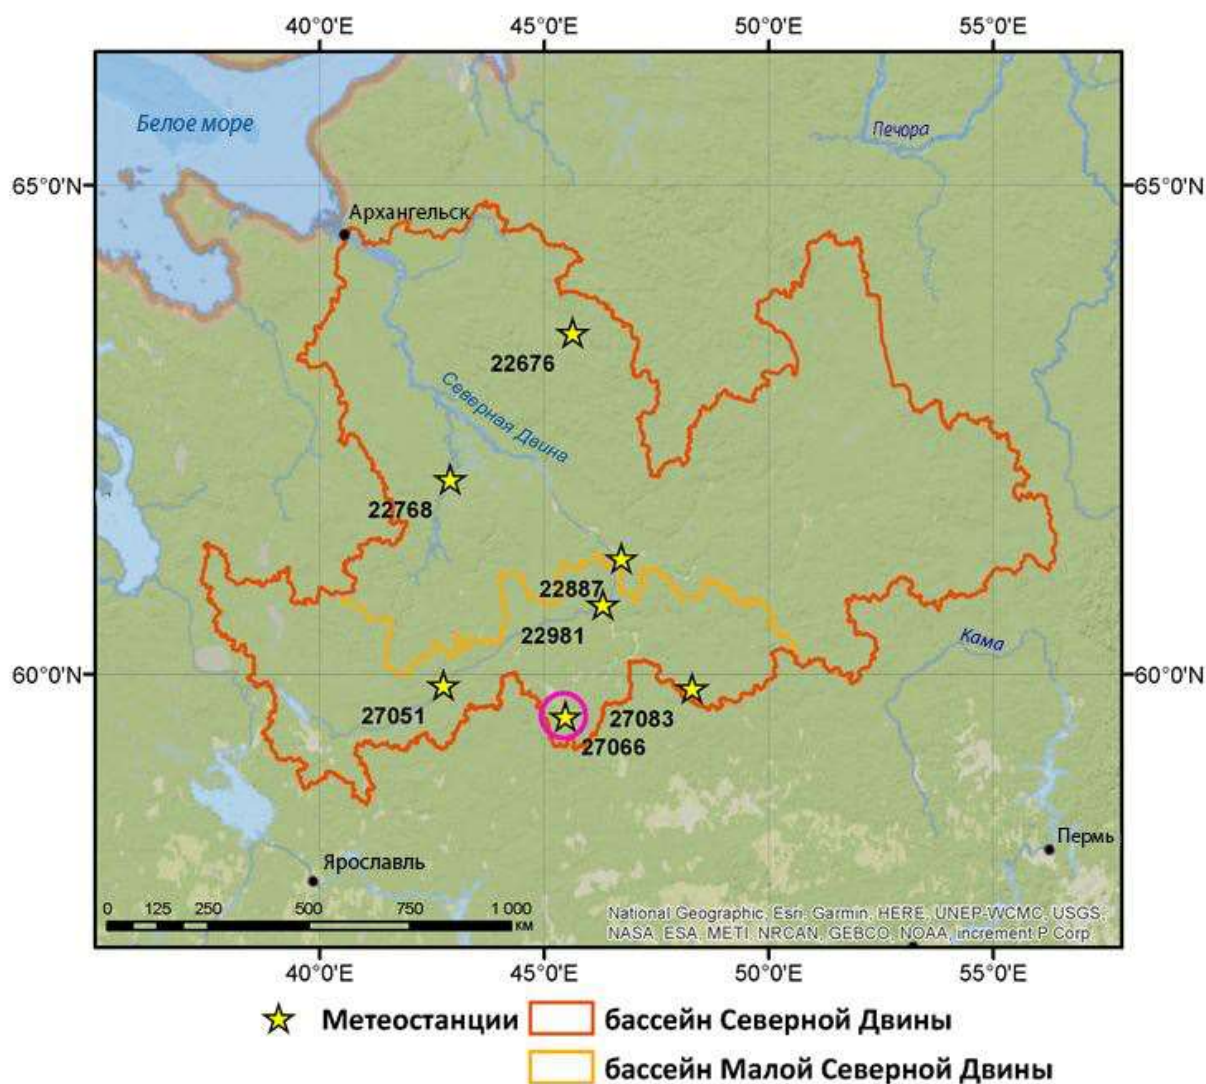 40°0'E 45°0'E 50°0'E 55°0'E
Белое море
Печора
65°0'N 65°0'N
Архангельск
22676
Северная Двина
22768
22887
22981
Кама
60°0'N 60°0'N
27051
27083
27066
Пермь
Ярославль
0 125 250 500 750 1 000
км
National Geographic, Esri, Garmin, HERE, UNEP-WCMC, USGS,
NASA, ESA, METI, NRCAN, GEBCO, NOAA, increment P Corp
40°0'E 45°0'E 50°0'E 55°0'E
Метеостанции бассейн Северной Двины
бассейн Малой Северной Двины